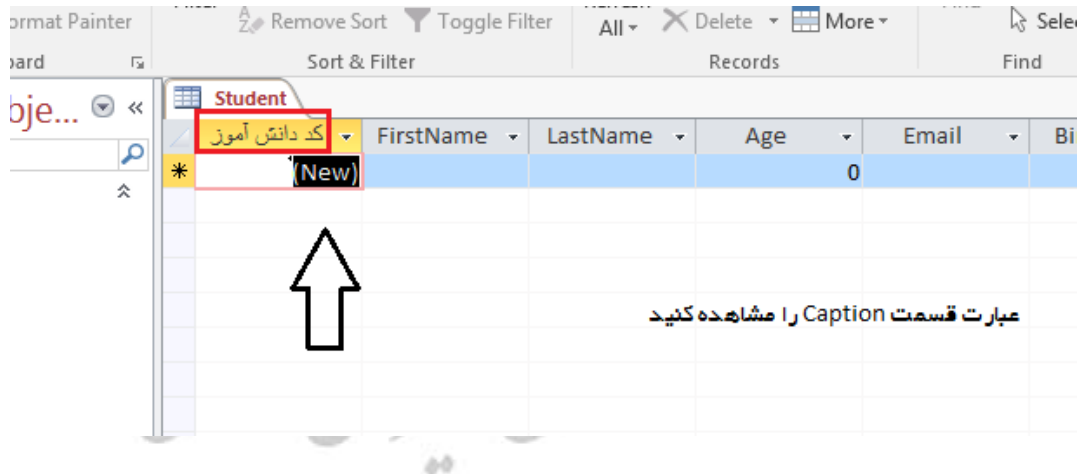 ormat Painter
Remove Sort
Toggle Filter
All
Delete
More
Selec
oard
Sort & Filter
Records
Find
bje...
Student
کد دانش آموز
FirstName
LastName
Age
Email
Bi
(New)
0
عبارت قسمت Caption را مشاهده کنید